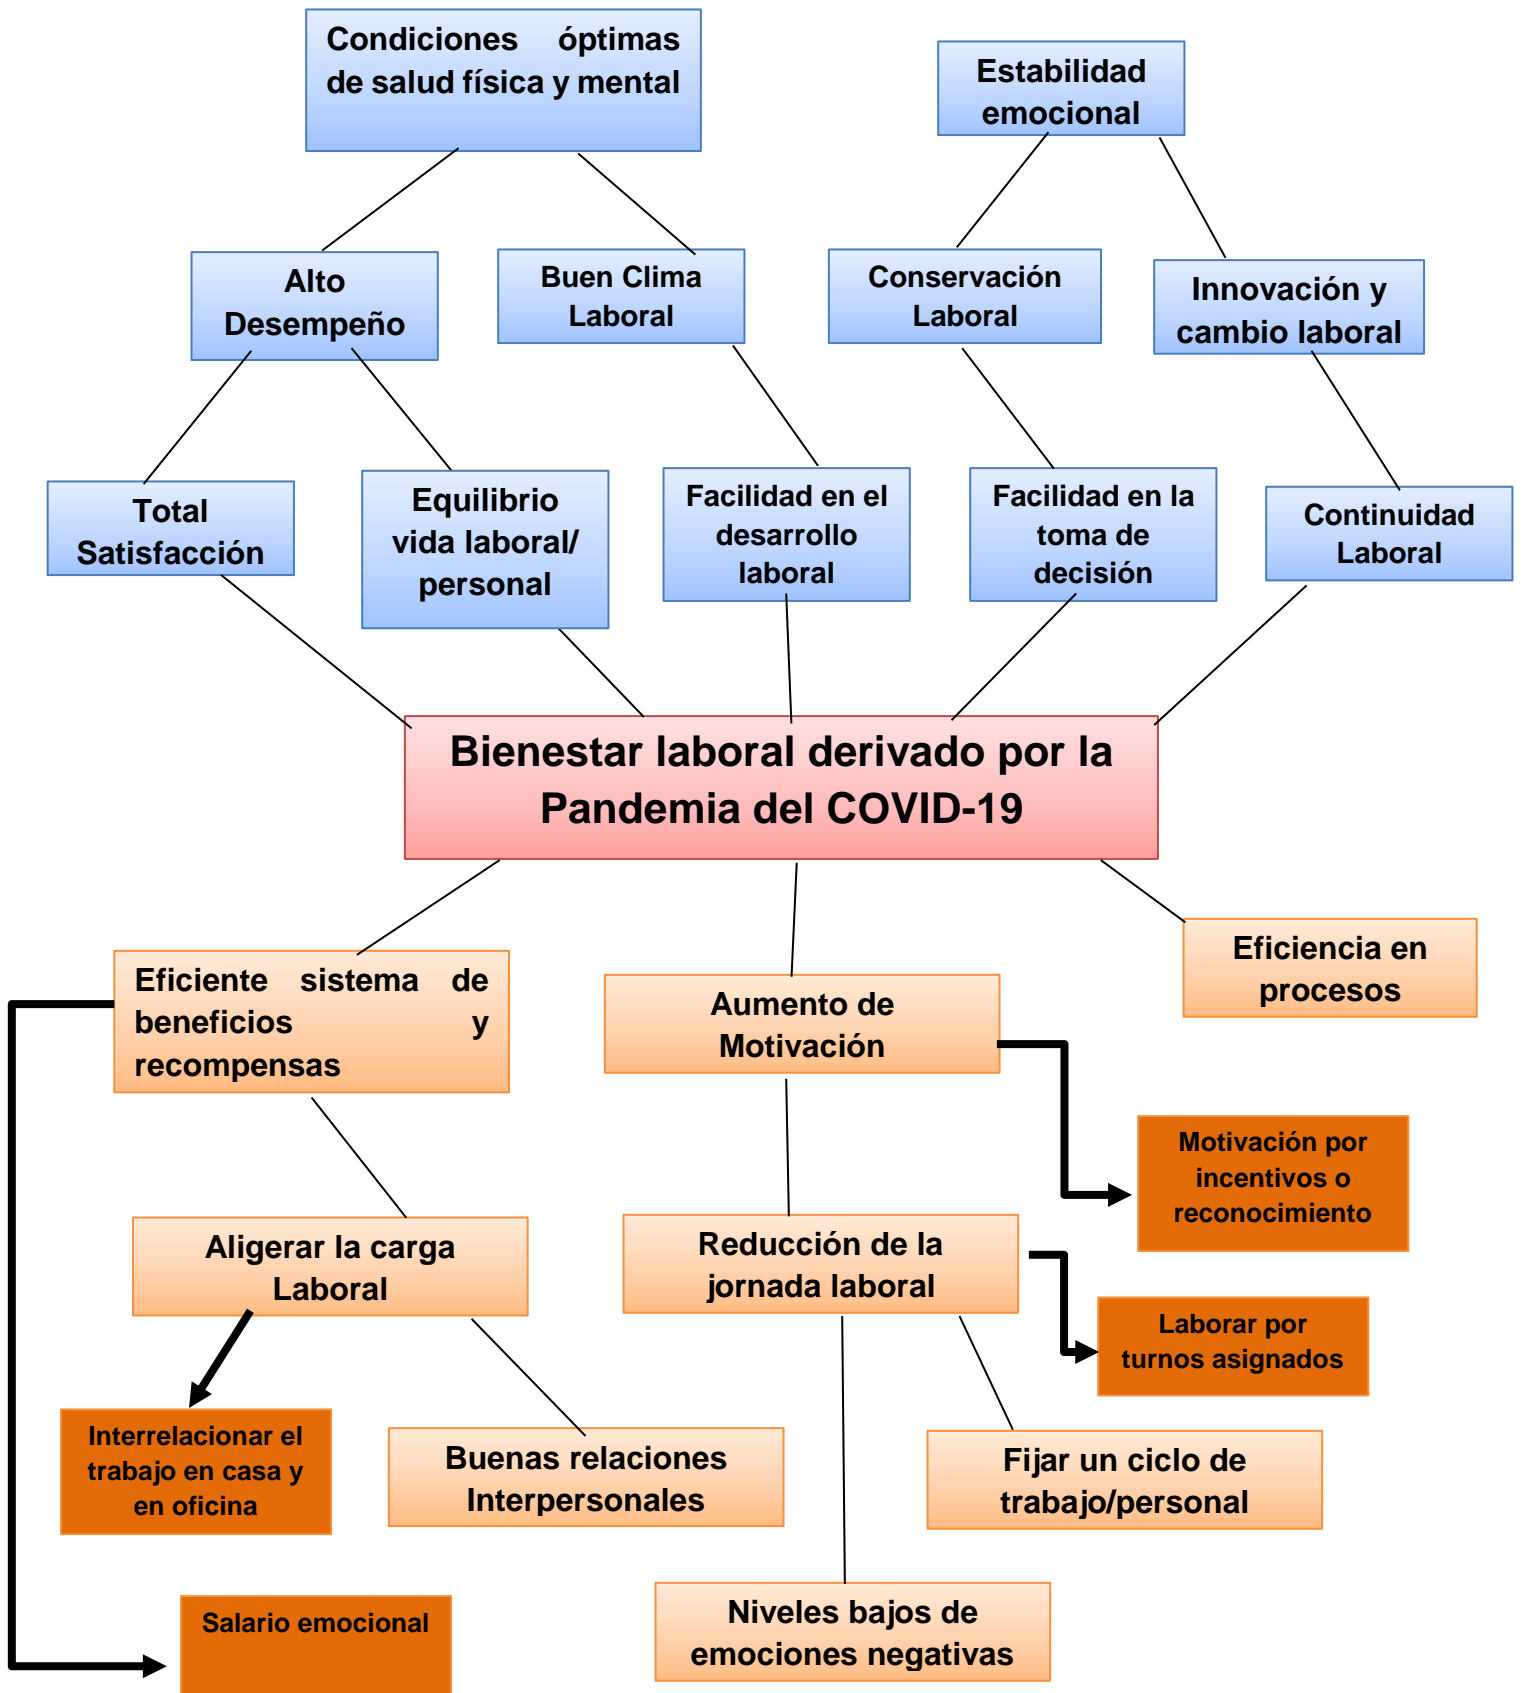 Condiciones óptimas
de salud física y mental
Estabilidad
emocional
Alto
Desempeño
Buen Clima
Laboral
Conservación
Laboral
Innovación y
cambio laboral
Total
Satisfacción
Equilibrio
vida laboral/
personal
Facilidad en el
desarrollo
laboral
Facilidad en la
toma de
decisión
Continuidad
Laboral
Bienestar laboral derivado por la
Pandemia del COVID-19
Eficiente sistema de
beneficios y
recompensas
Aumento de
Motivación
Eficiencia en
procesos
Motivación por
incentivos o
reconocimiento
Aligerar la carga
Laboral
Reducción de la
jornada laboral
Laborar por
turnos asignados
Interrelacionar el
trabajo en casa y
en oficina
Buenas relaciones
Interpersonales
Fijar un ciclo de
trabajo/personal
Salario emocional
Niveles bajos de
emociones negativas